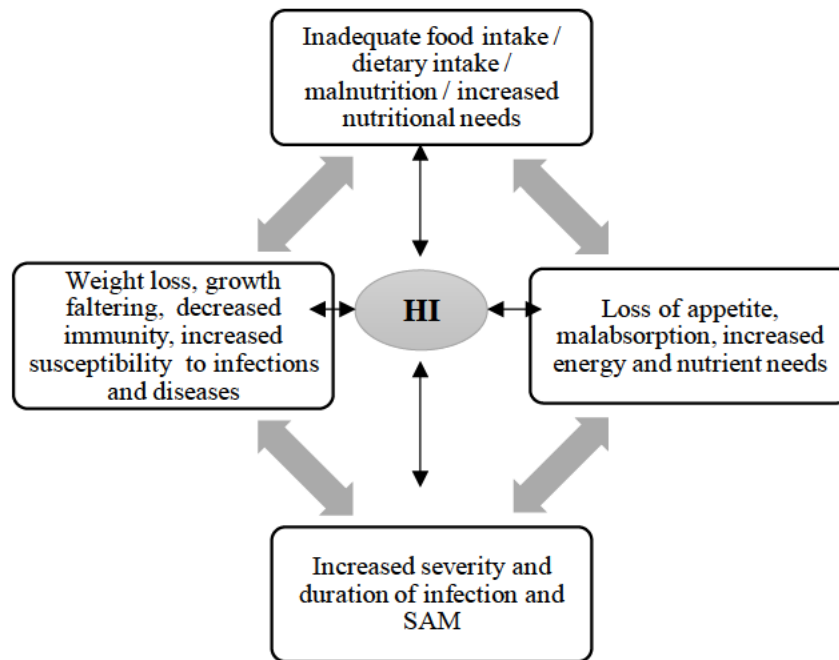 Inadequate food intake /
dietary intake /
malnutrition / increased
nutritional needs
Weight loss, growth
faltering, decreased
immunity, increased
susceptibility to infections
and diseases
HI
Loss of appetite,
malabsorption, increased
energy and nutrient needs
Increased severity and
duration of infection and
SAM